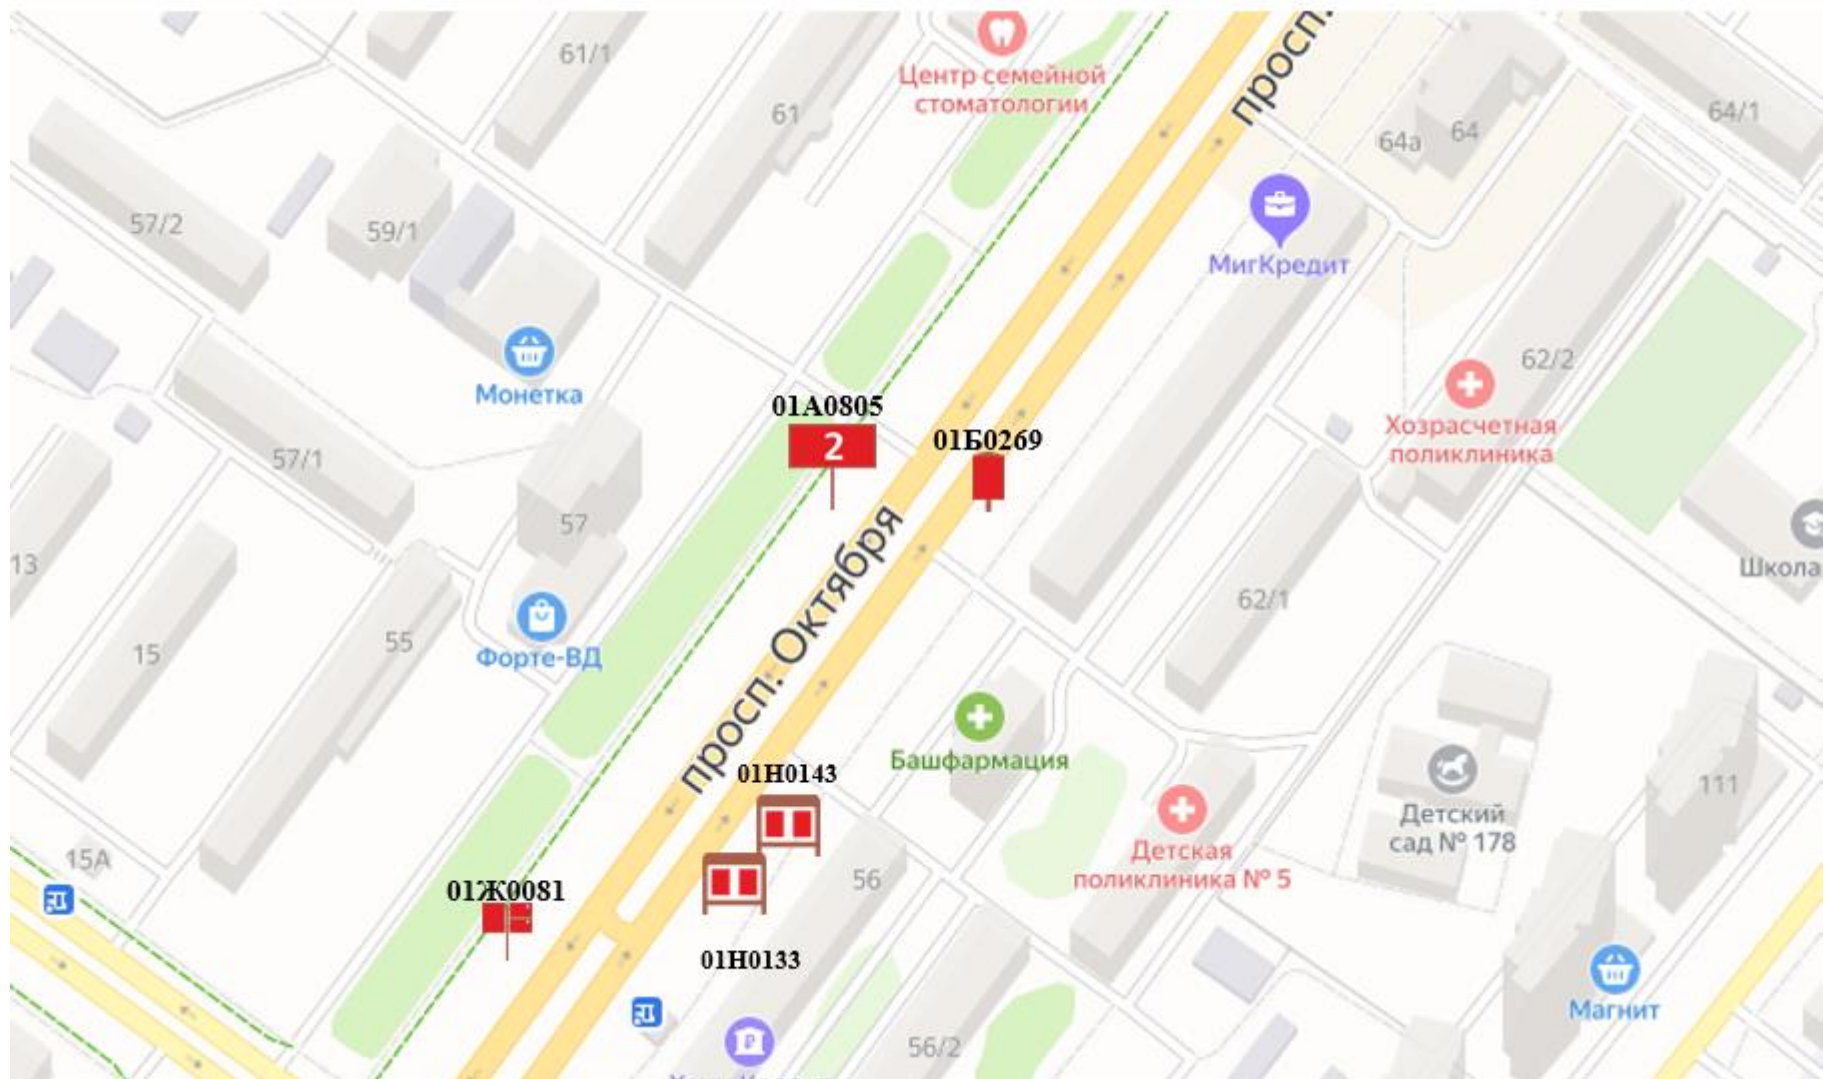 61/1
Центр семейной
стоматологии
61
просп.
64/1
64а
64
57/2
59/1
МигКредит
Монетка
62/2
01А0805
2
01Б0269
Хозрасчетная
поликлиника
57/1
57
13
Школа
просп. Октября
62/1
15
55
Форте-ВД
Башфармация
01Н0143
111
Детский
сад № 178
15А
Детская
поликлиника № 5
56
01Ж0081
01Н0133
Магнит
56/2